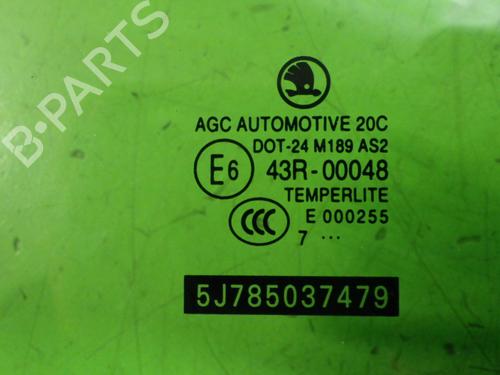 AGC AUTOMOTIVE 20C
DOT-24 M189 AS2
E6 43R-00048
TEMPERLITE
CCC E 000255
7 ...
5J785037479
B-PARTS